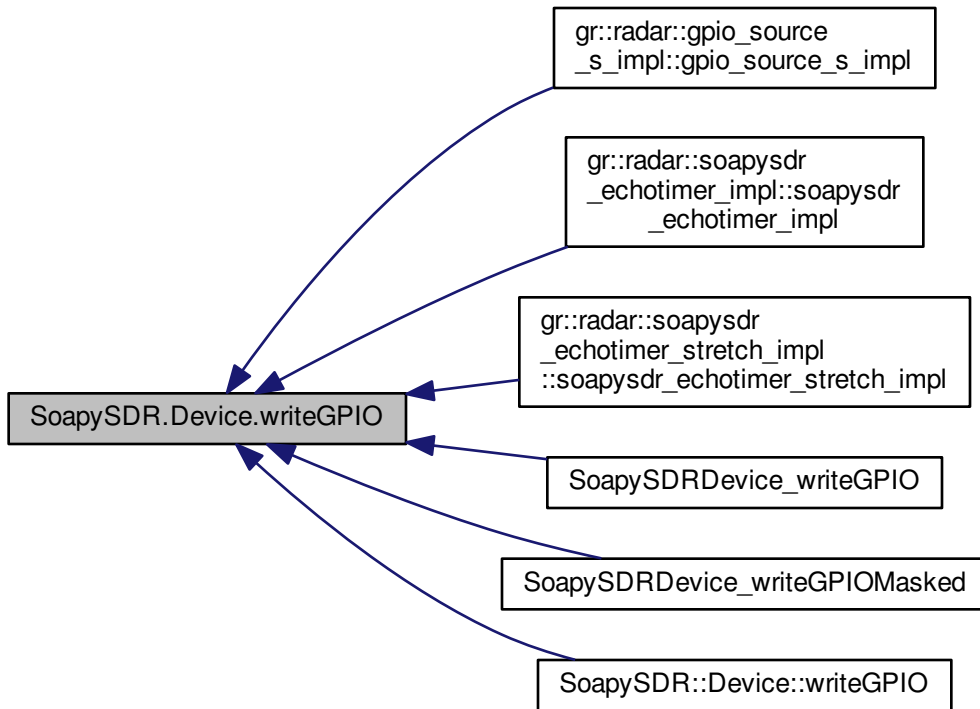 gr::radar::gpio_source
_s_impl::gpio_source_s_impl
gr::radar::soapysdr
_echotimer_impl::soapysdr
_echotimer_impl
gr::radar::soapysdr
_echotimer_stretch_impl
::soapysdr_echotimer_stretch_impl
SoapySDR.Device.writeGPIO
SoapySDRDevice_writeGPIO
SoapySDRDevice_writeGPIOMasked
SoapySDR::Device::writeGPIO